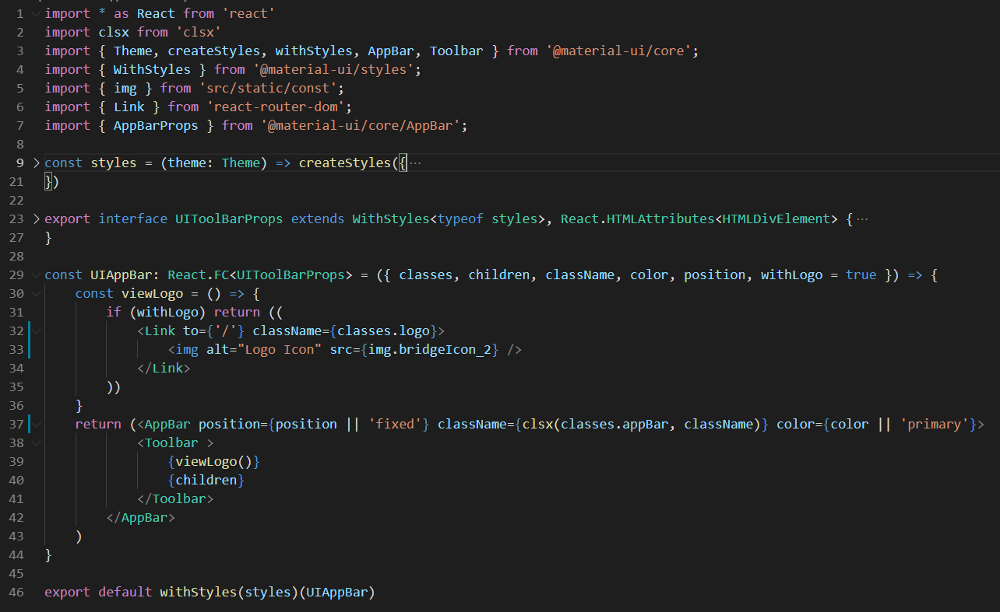 1 import * as React from 'react'
2 import clsx from 'clsx'
3 import { Theme, createStyles, withStyles, AppBar, Toolbar } from '@material-ui/core';
4 import { WithStyles } from '@material-ui/styles';
5 import { img } from 'src/static/const';
6 import { Link } from 'react-router-dom';
7 import { AppBarProps } from '@material-ui/core/AppBar';
8
9 const styles = (theme: Theme) => createStyles({ ···
21 })
22
23 export interface UIToolBarProps extends WithStyles<typeof styles>, React.HTMLAttributes<HTMLDivElement> { ···
27 }
28
29 const UIAppBar: React.FC<UIToolBarProps> = ({ classes, children, className, color, position, withLogo = true }) => {
30     const viewLogo = () => {
31         if (withLogo) return ((
32             <Link to={'/'} className={classes.logo}>
33                 <img alt="Logo Icon" src={img.bridgeIcon_2} />
34             </Link>
35         ))
36     }
37     return (<AppBar position={position || 'fixed'} className={clsx(classes.appBar, className)} color={color || 'primary'}>
38             <Toolbar >
39                 {viewLogo()}
40                 {children}
41             </Toolbar>
42         </AppBar>
43     )
44 }
45
46 export default withStyles(styles)(UIAppBar)